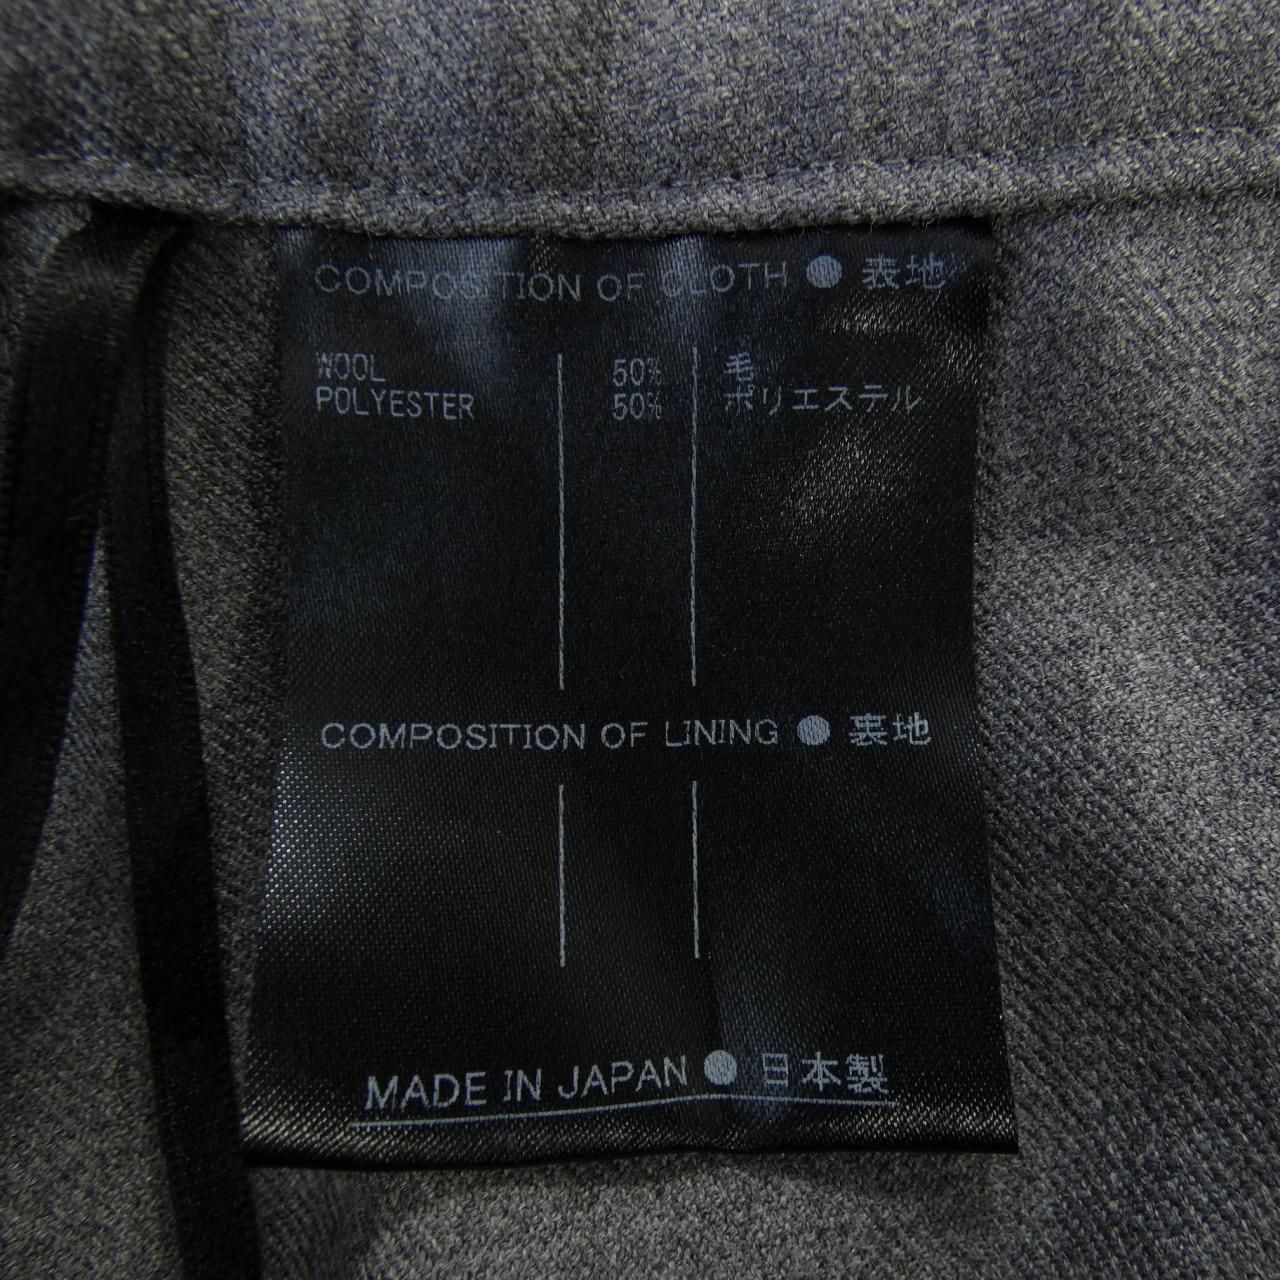 COMPOSITION OF CLOTH ● 表地
WOOL 50% 毛
POLYESTER 50% ポリエステル
COMPOSITION OF LINING ● 裏地
MADE IN JAPAN ● 日本製